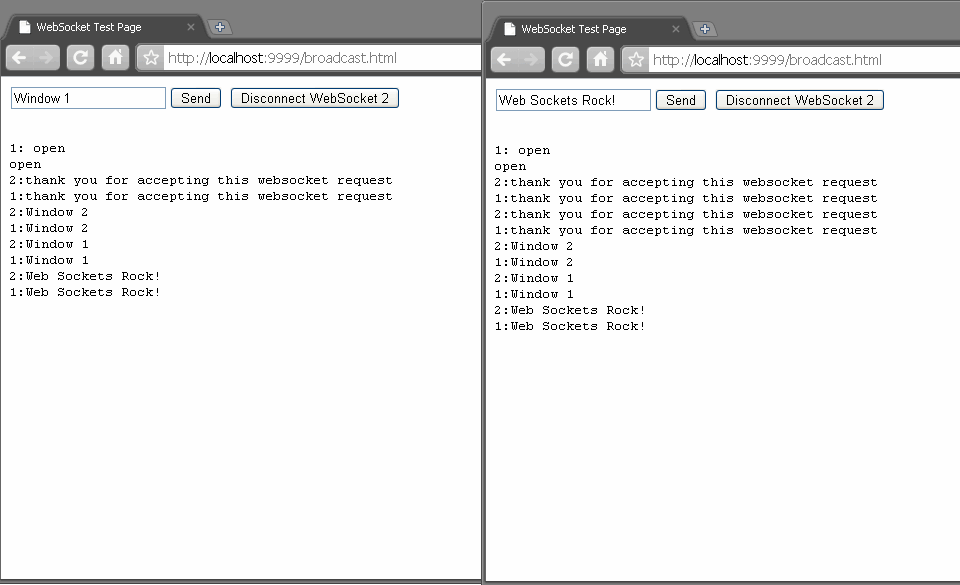 WebSocket Test Page
http://localhost:9999/broadcast.html
Window 1 Send Disconnect WebSocket 2
1: open
open
2:thank you for accepting this websocket request
1:thank you for accepting this websocket request
2:Window 2
1:Window 2
2:Window 1
1:Window 1
2:Web Sockets Rock!
1:Web Sockets Rock!
WebSocket Test Page
http://localhost:9999/broadcast.html
Web Sockets Rock! Send Disconnect WebSocket 2
1: open
open
2:thank you for accepting this websocket request
1:thank you for accepting this websocket request
2:thank you for accepting this websocket request
1:thank you for accepting this websocket request
2:Window 2
1:Window 2
2:Window 1
1:Window 1
2:Web Sockets Rock!
1:Web Sockets Rock!